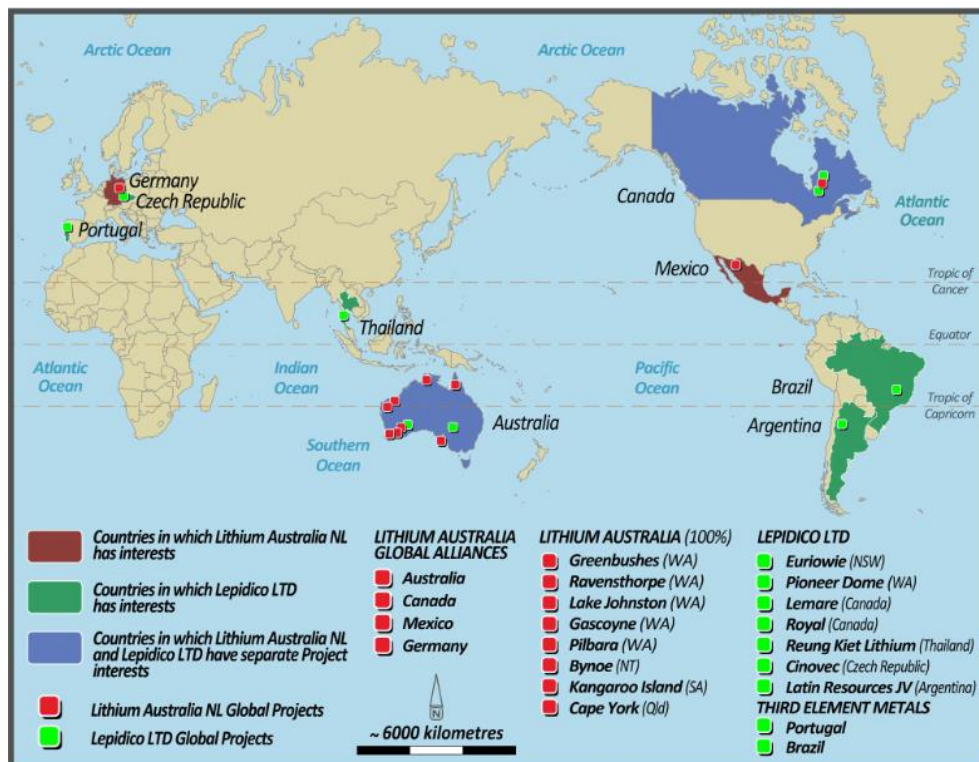 Arctic Ocean
Arctic Ocean
Germany
Czech Republic
Portugal
Canada
Atlantic
Ocean
Mexico
Tropic of
Cancer
Thailand
Equator
Atlantic
Ocean
Indian
Ocean
Pacific
Ocean
Brazil
Tropic of
Capricorn
Argentina
Australia
Southern
Ocean
Countries in which Lithium Australia NL
has interests
Countries in which Lepidico LTD
has interests
Countries in which Lithium Australia NL
and Lepidico LTD have separate Project
interests
Lithium Australia NL Global Projects
Lepidico LTD Global Projects
LITHIUM AUSTRALIA
GLOBAL ALLIANCES
Australia
Canada
Mexico
Germany
N
~ 6000 kilometres
LITHIUM AUSTRALIA (100%)
Greenbushes (WA)
Ravensthorpe (WA)
Lake Johnston (WA)
Gascoyne (WA)
Pilbara (WA)
Bynoe (NT)
Kangaroo Island (SA)
Cape York (Qld)
LEPIDICO LTD
Euriowie (NSW)
Pioneer Dome (WA)
Lemare (Canada)
Royal (Canada)
Reung Kiet Lithium (Thailand)
Cinovec (Czech Republic)
Latin Resources JV (Argentina)
THIRD ELEMENT METALS
Portugal
Brazil